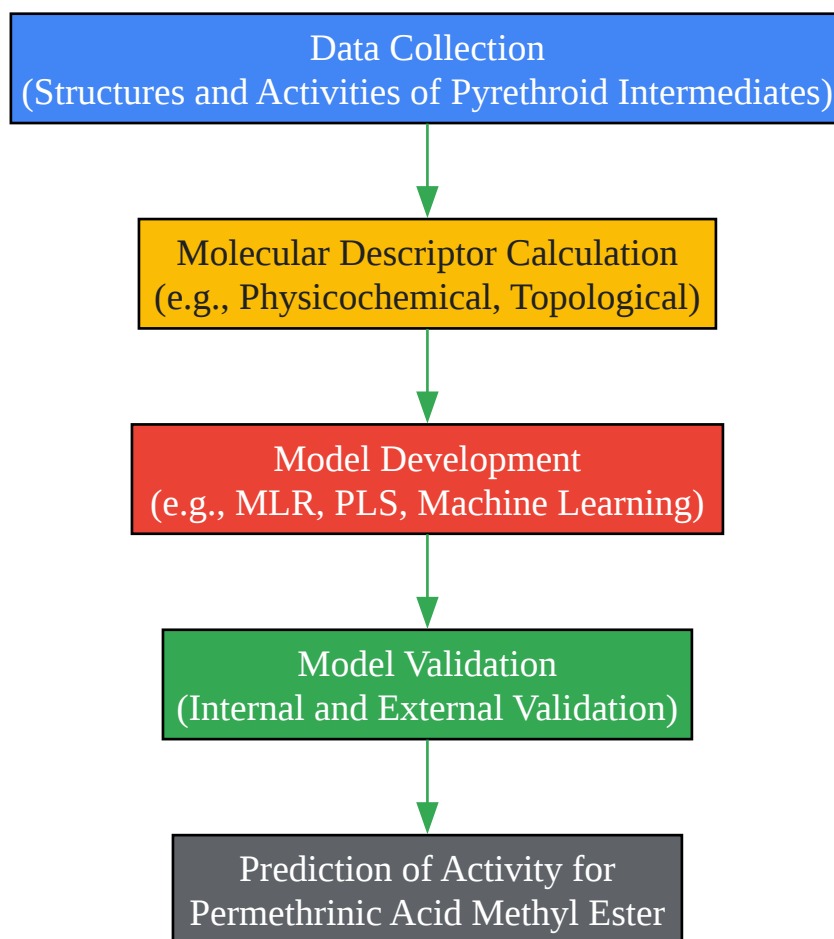 Data Collection
(Structures and Activities of Pyrethroid Intermediates)
Molecular Descriptor Calculation
(e.g., Physicochemical, Topological)
Model Development
(e.g., MLR, PLS, Machine Learning)
Model Validation
(Internal and External Validation)
Prediction of Activity for
Permethrinic Acid Methyl Ester